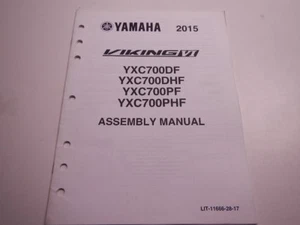 YAMAHA 2015
VIKING VI
YXC700DF
YXC700DHF
YXC700PF
YXC700PHF
ASSEMBLY MANUAL
LIT-11666-28-17